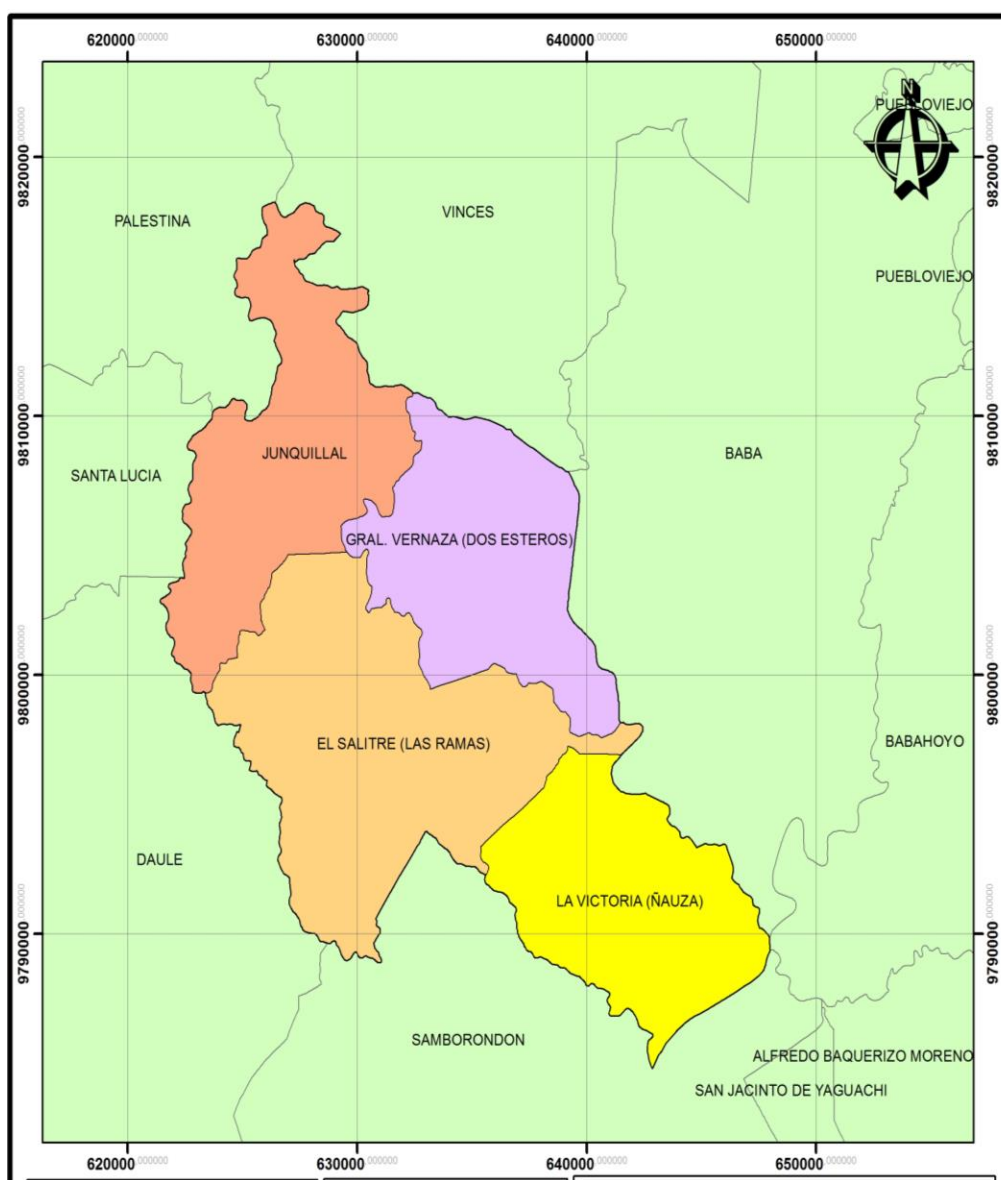 620000.000000 630000.000000 640000.000000 650000.000000
N
PUEBLOVIEJO
9820000.000000 9820000.000000
VINCES
PALESTINA
PUEBLOVIEJO
9810000.000000 9810000.000000
JUNQUILLAL
BABA
SANTA LUCIA
GRAL. VERNAZA (DOS ESTEROS)
9800000.000000 9800000.000000
EL SALITRE (LAS RAMAS)
BABAHOYO
DAULE
LA VICTORIA (ÑAUZA)
9790000.000000 9790000.000000
SAMBORONDON
ALFREDO BAQUERIZO MORENO
SAN JACINTO DE YAGUACHI
620000.000000 630000.000000 640000.000000 650000.000000